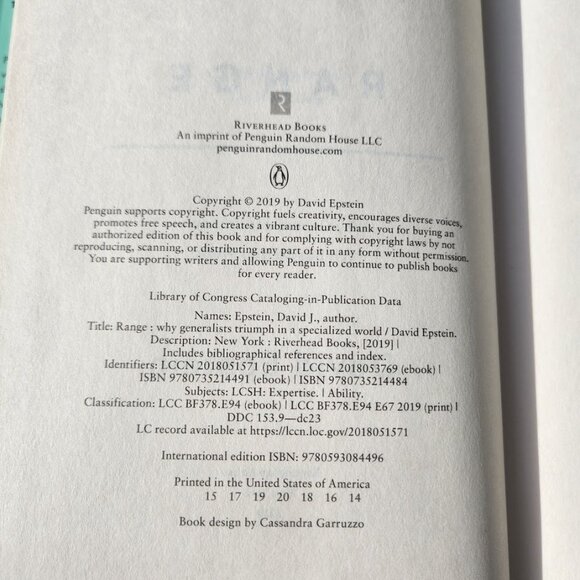 RANGE
RIVERHEAD BOOKS
An imprint of Penguin Random House LLC
penguinrandomhouse.com
Copyright © 2019 by David Epstein
Penguin supports copyright. Copyright fuels creativity, encourages diverse voices,
promotes free speech, and creates a vibrant culture. Thank you for buying an
authorized edition of this book and for complying with copyright laws by not
reproducing, scanning, or distributing any part of it in any form without permission.
You are supporting writers and allowing Penguin to continue to publish books
for every reader.
Library of Congress Cataloging-in-Publication Data
Names: Epstein, David J., author.
Title: Range : why generalists triumph in a specialized world / David Epstein.
Description: New York : Riverhead Books, [2019] |
Includes bibliographical references and index.
Identifiers: LCCN 2018051571 (print) | LCCN 2018053769 (ebook) |
ISBN 9780735214491 (ebook) | ISBN 9780735214484
Subjects: LCSH: Expertise. | Ability.
Classification: LCC BF378.E94 (ebook) | LCC BF378.E94 E67 2019 (print) |
DDC 153.9—dc23
LC record available at https://lccn.loc.gov/2018051571
International edition ISBN: 9780593084496
Printed in the United States of America
15 17 19 20 18 16 14
Book design by Cassandra Garruzzo